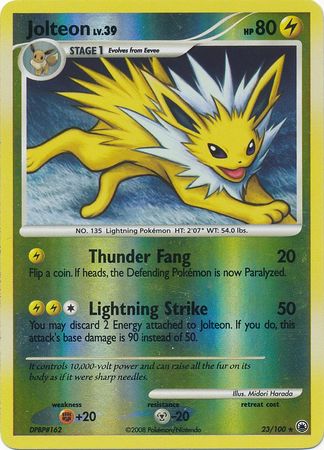 Jolteon LV.39
HP 80
STAGE 1 Evolves from Eevee
NO. 135 Lightning Pokémon HT: 2'07" WT: 54.0 lbs.
Thunder Fang 20
Flip a coin. If heads, the Defending Pokémon is now Paralyzed.
Lightning Strike 50
You may discard 2 Energy attached to Jolteon. If you do, this
attack's base damage is 90 instead of 50.
It controls 10,000-volt power and can raise all the fur on its
body as if it were sharp needles.
Illus. Midori Harada
weakness resistance retreat cost
+20 -20
DPBP#162 ©2008 Pokémon/Nintendo 23/100 ★